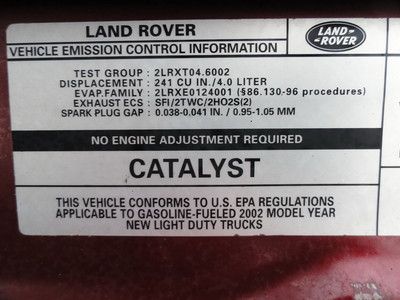 LAND ROVER
VEHICLE EMISSION CONTROL INFORMATION
LAND
ROVER
TEST GROUP : 2LRXT04.6002
DISPLACEMENT : 241 CU IN./4.0 LITER
EVAP.FAMILY : 2LRXE0124001 (§86.130-96 procedures)
EXHAUST ECS : SFI/2TWC/2HO2S(2)
SPARK PLUG GAP : 0.038-0.041 IN. / 0.95-1.05 MM
NO ENGINE ADJUSTMENT REQUIRED
CATALYST
THIS VEHICLE CONFORMS TO U.S EPA REGULATIONS
APPLICABLE TO GASOLINE-FUELED 2002 MODEL YEAR
NEW LIGHT DUTY TRUCKS